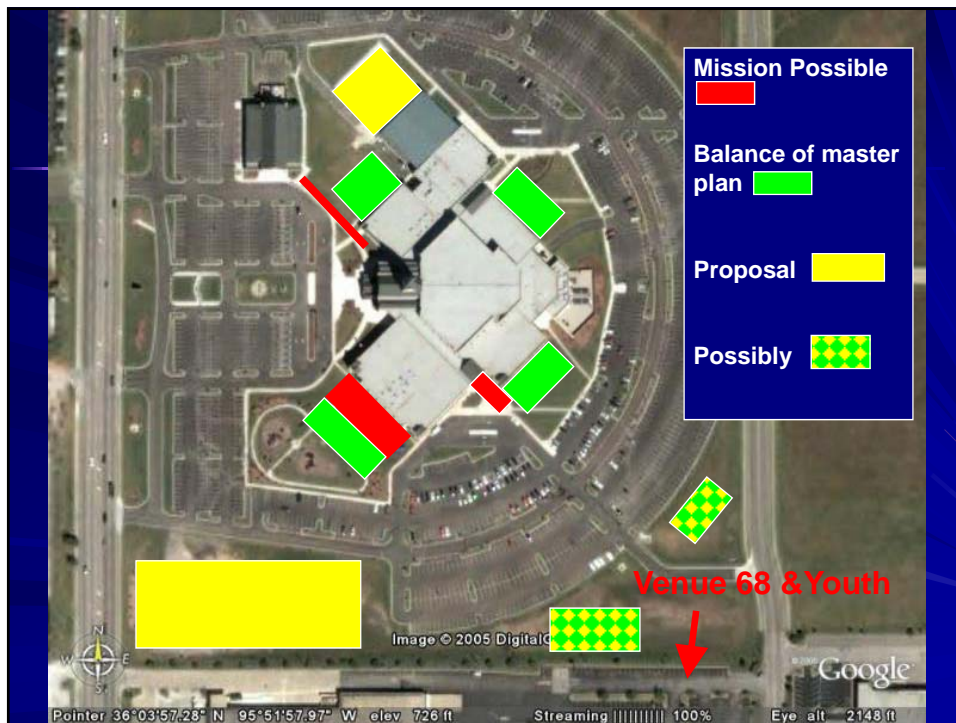 Mission Possible
Balance of master
plan
Proposal
Possibly
Venue 68 &Youth
Image © 2005 DigitalG
N
W E
S
Google
Pointer 36°03'57.28" N 95°51'57.97" W elev 726 ft Streaming |||||||||| 100% Eye alt 2148 ft